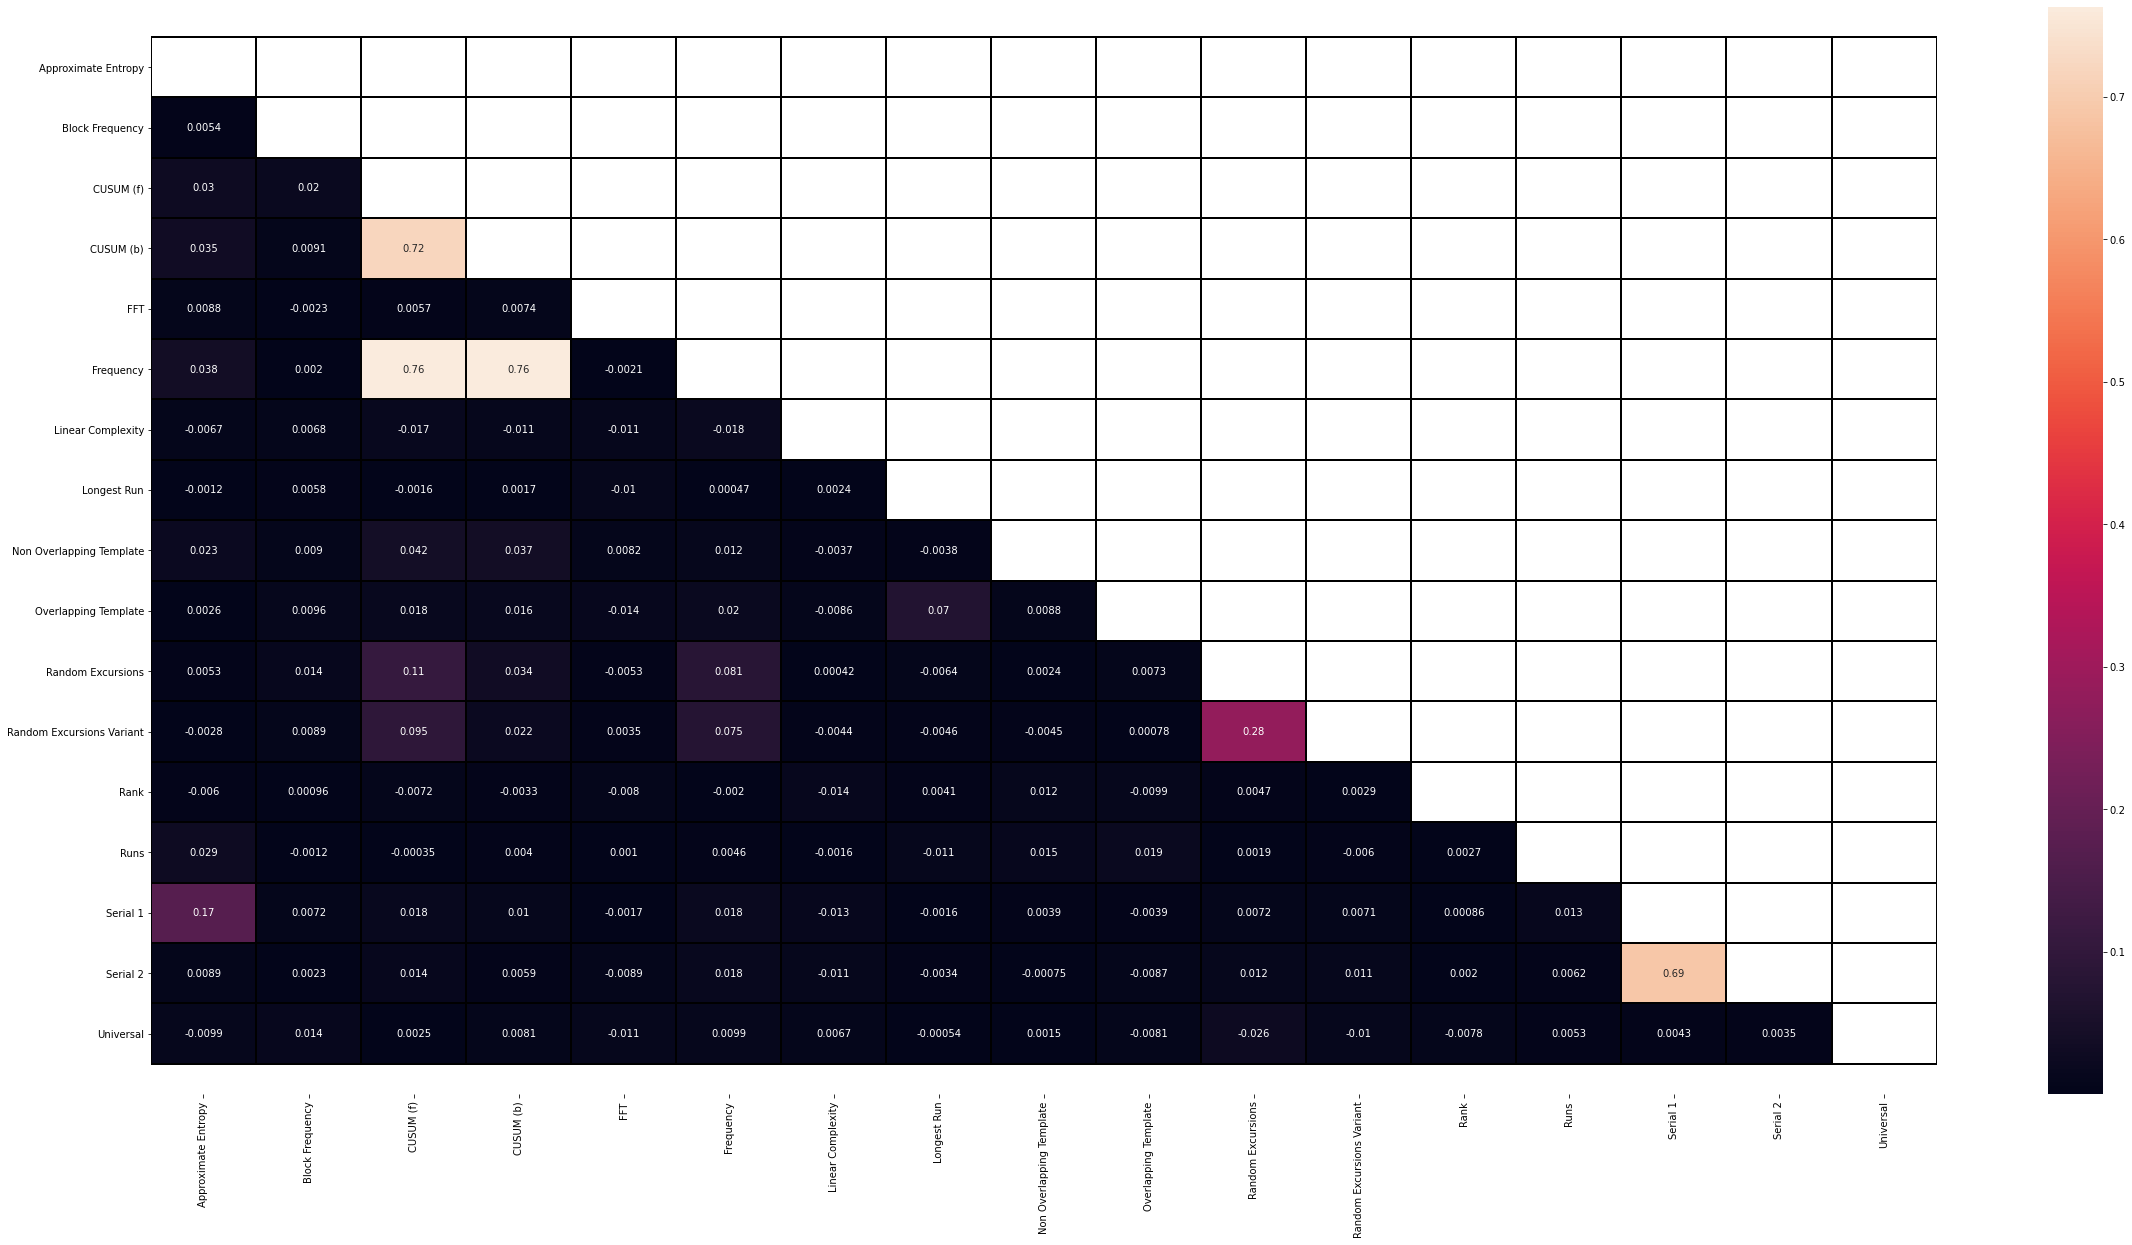 Approximate Entropy
Block Frequency 0.0054
CUSUM (f) 0.03 0.02
CUSUM (b) 0.035 0.0091 0.72
FFT 0.0088 -0.0023 0.0057 0.0074
Frequency 0.038 0.002 0.76 0.76 -0.0021
Linear Complexity -0.0067 0.0068 -0.017 -0.011 -0.011 -0.018
Longest Run -0.0012 0.0058 -0.0016 0.0017 -0.01 0.00047 0.0024
Non Overlapping Template 0.023 0.009 0.042 0.037 0.0082 0.012 -0.0037 -0.0038
Overlapping Template 0.0026 0.0096 0.018 0.016 -0.014 0.02 -0.0086 0.07 0.0088
Random Excursions 0.0053 0.014 0.11 0.034 -0.0053 0.081 0.00042 -0.0064 0.0024 0.0073
Random Excursions Variant -0.0028 0.0089 0.095 0.022 0.0035 0.075 -0.0044 -0.0046 -0.0045 0.00078 0.28
Rank -0.006 0.00096 -0.0072 -0.0033 -0.008 -0.002 -0.014 0.0041 0.012 -0.0099 0.0047 0.0029
Runs 0.029 -0.0012 -0.00035 0.004 0.001 0.0046 -0.0016 -0.011 0.015 0.019 0.0019 -0.006 0.0027
Serial 1 0.17 0.0072 0.018 0.01 -0.0017 0.018 -0.013 -0.0016 0.0039 -0.0039 0.0072 0.0071 0.00086 0.013
Serial 2 0.0089 0.0023 0.014 0.0059 -0.0089 0.018 -0.011 -0.0034 -0.00075 -0.0087 0.012 0.011 0.002 0.0062 0.69
Universal -0.0099 0.014 0.0025 0.0081 -0.011 0.0099 0.0067 -0.00054 0.0015 -0.0081 -0.026 -0.01 -0.0078 0.0053 0.0043 0.0035
Approximate Entropy
Block Frequency
CUSUM (f)
CUSUM (b)
FFT
Frequency
Linear Complexity
Longest Run
Non Overlapping Template
Overlapping Template
Random Excursions
Random Excursions Variant
Rank
Runs
Serial 1
Serial 2
Universal
0.7
0.6
0.5
0.4
0.3
0.2
0.1